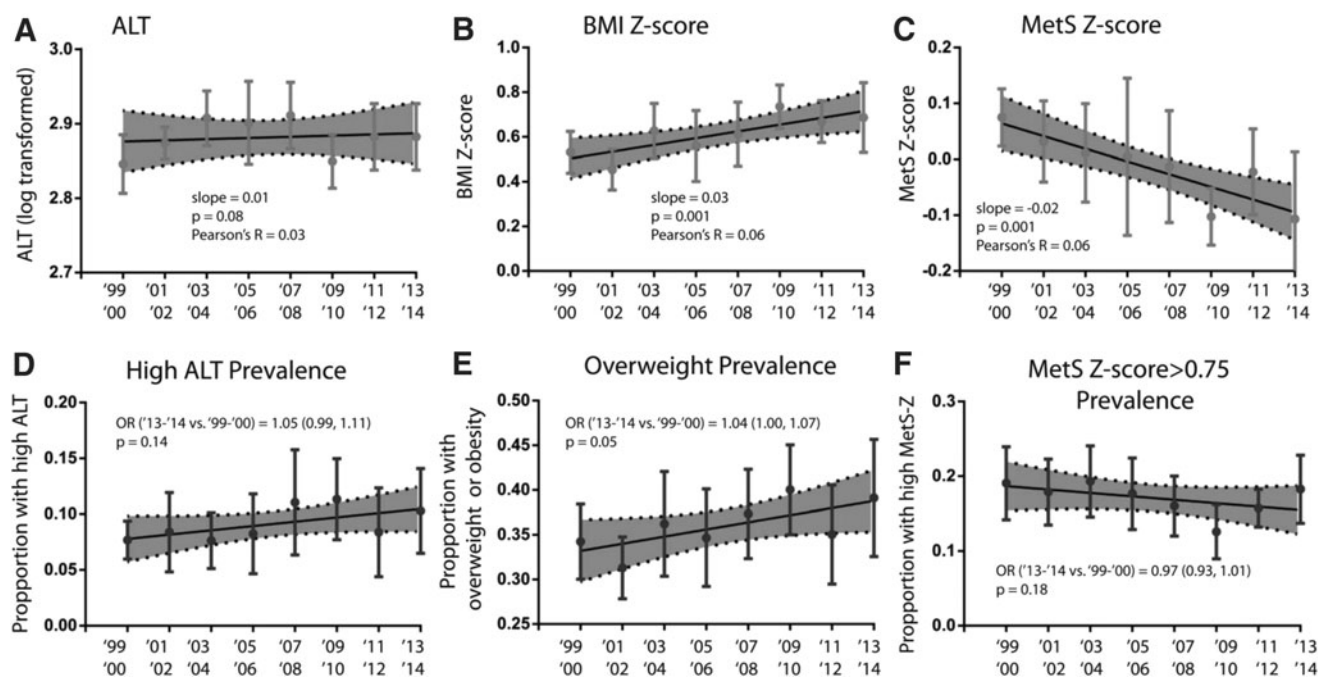 A
ALT
ALT (log transformed)
3.0
2.9
2.8
2.7
slope = 0.01
p = 0.08
Pearson's R = 0.03
'99 '01 '03 '05 '07 '09 '11 '13
'00 '02 '04 '06 '08 '10 '12 '14
B
BMI Z-score
BMI Z-score
1.0
0.8
0.6
0.4
0.2
0.0
slope = 0.03
p = 0.001
Pearson's R = 0.06
'99 '01 '03 '05 '07 '09 '11 '13
'00 '02 '04 '06 '08 '10 '12 '14
C
MetS Z-score
MetS Z-score
0.2
0.1
0.0
-0.1
-0.2
slope = -0.02
p = 0.001
Pearson's R = 0.06
'99 '01 '03 '05 '07 '09 '11 '13
'00 '02 '04 '06 '08 '10 '12 '14
D
High ALT Prevalence
Propportion with high ALT
0.20
0.15
0.10
0.05
0.00
OR ('13-'14 vs. '99-'00) = 1.05 (0.99, 1.11)
p = 0.14
'99 '01 '03 '05 '07 '09 '11 '13
'00 '02 '04 '06 '08 '10 '12 '14
E
Overweight Prevalence
Propportion with
overweight or obesity
0.50
0.45
0.40
0.35
0.30
0.25
OR ('13-'14 vs. '99-'00) = 1.04 (1.00, 1.07)
p = 0.05
'99 '01 '03 '05 '07 '09 '11 '13
'00 '02 '04 '06 '08 '10 '12 '14
F
MetS Z-score>0.75
Prevalence
Propportion with high MetS-Z
0.4
0.3
0.2
0.1
0.0
OR ('13-'14 vs. '99-'00) = 0.97 (0.93, 1.01)
p = 0.18
'99 '01 '03 '05 '07 '09 '11 '13
'00 '02 '04 '06 '08 '10 '12 '14